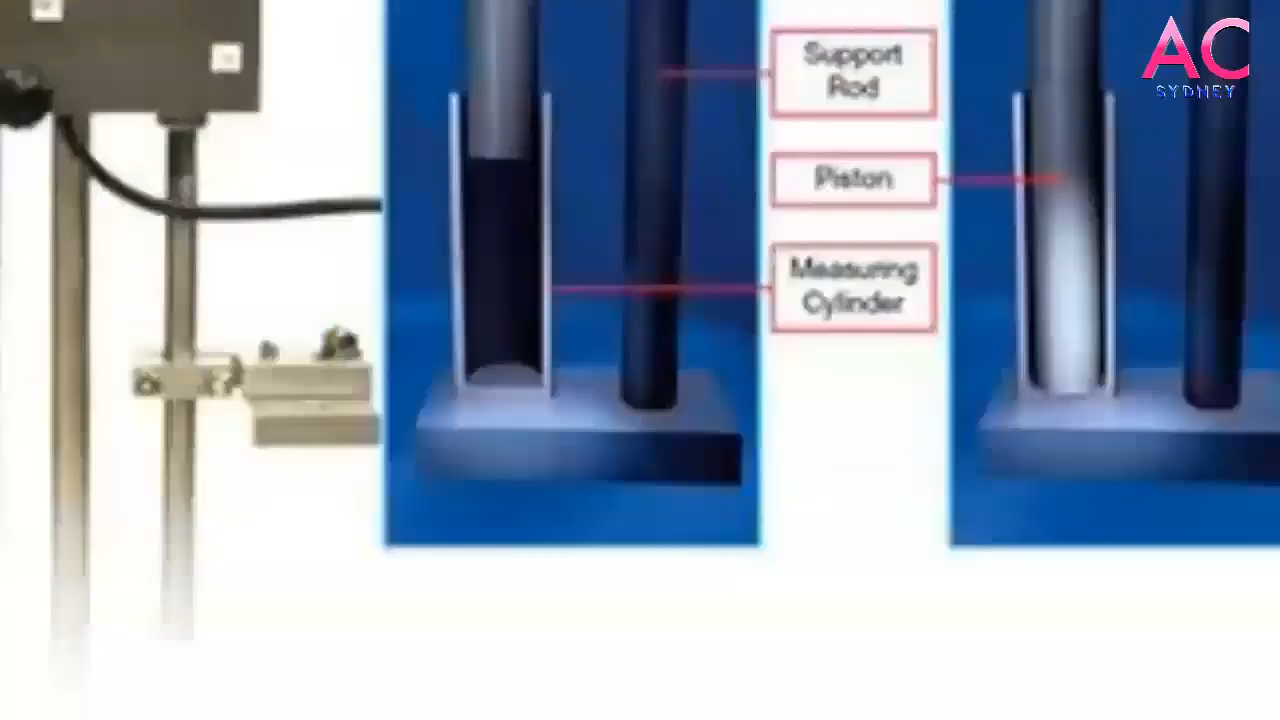 AC
SYDNEY
Support
Rod
Piston
Measuring
Cylinder